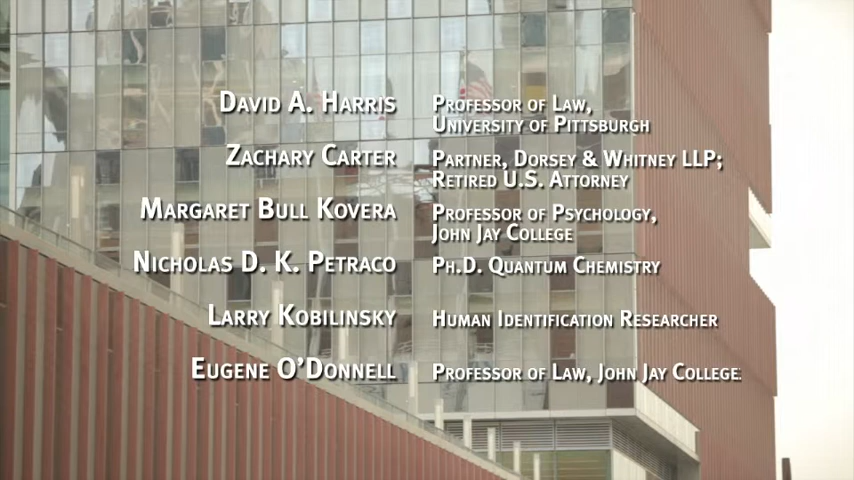 David A. Harris Professor of Law,
University of Pittsburgh
Zachary Carter Partner, Dorsey & Whitney LLP;
Retired U.S. Attorney
Margaret Bull Kovera Professor of Psychology,
John Jay College
Nicholas D. K. Petraco Ph.D. Quantum Chemistry
Larry Kobilinsky Human Identification Researcher
Eugene O'Donnell Professor of Law, John Jay College